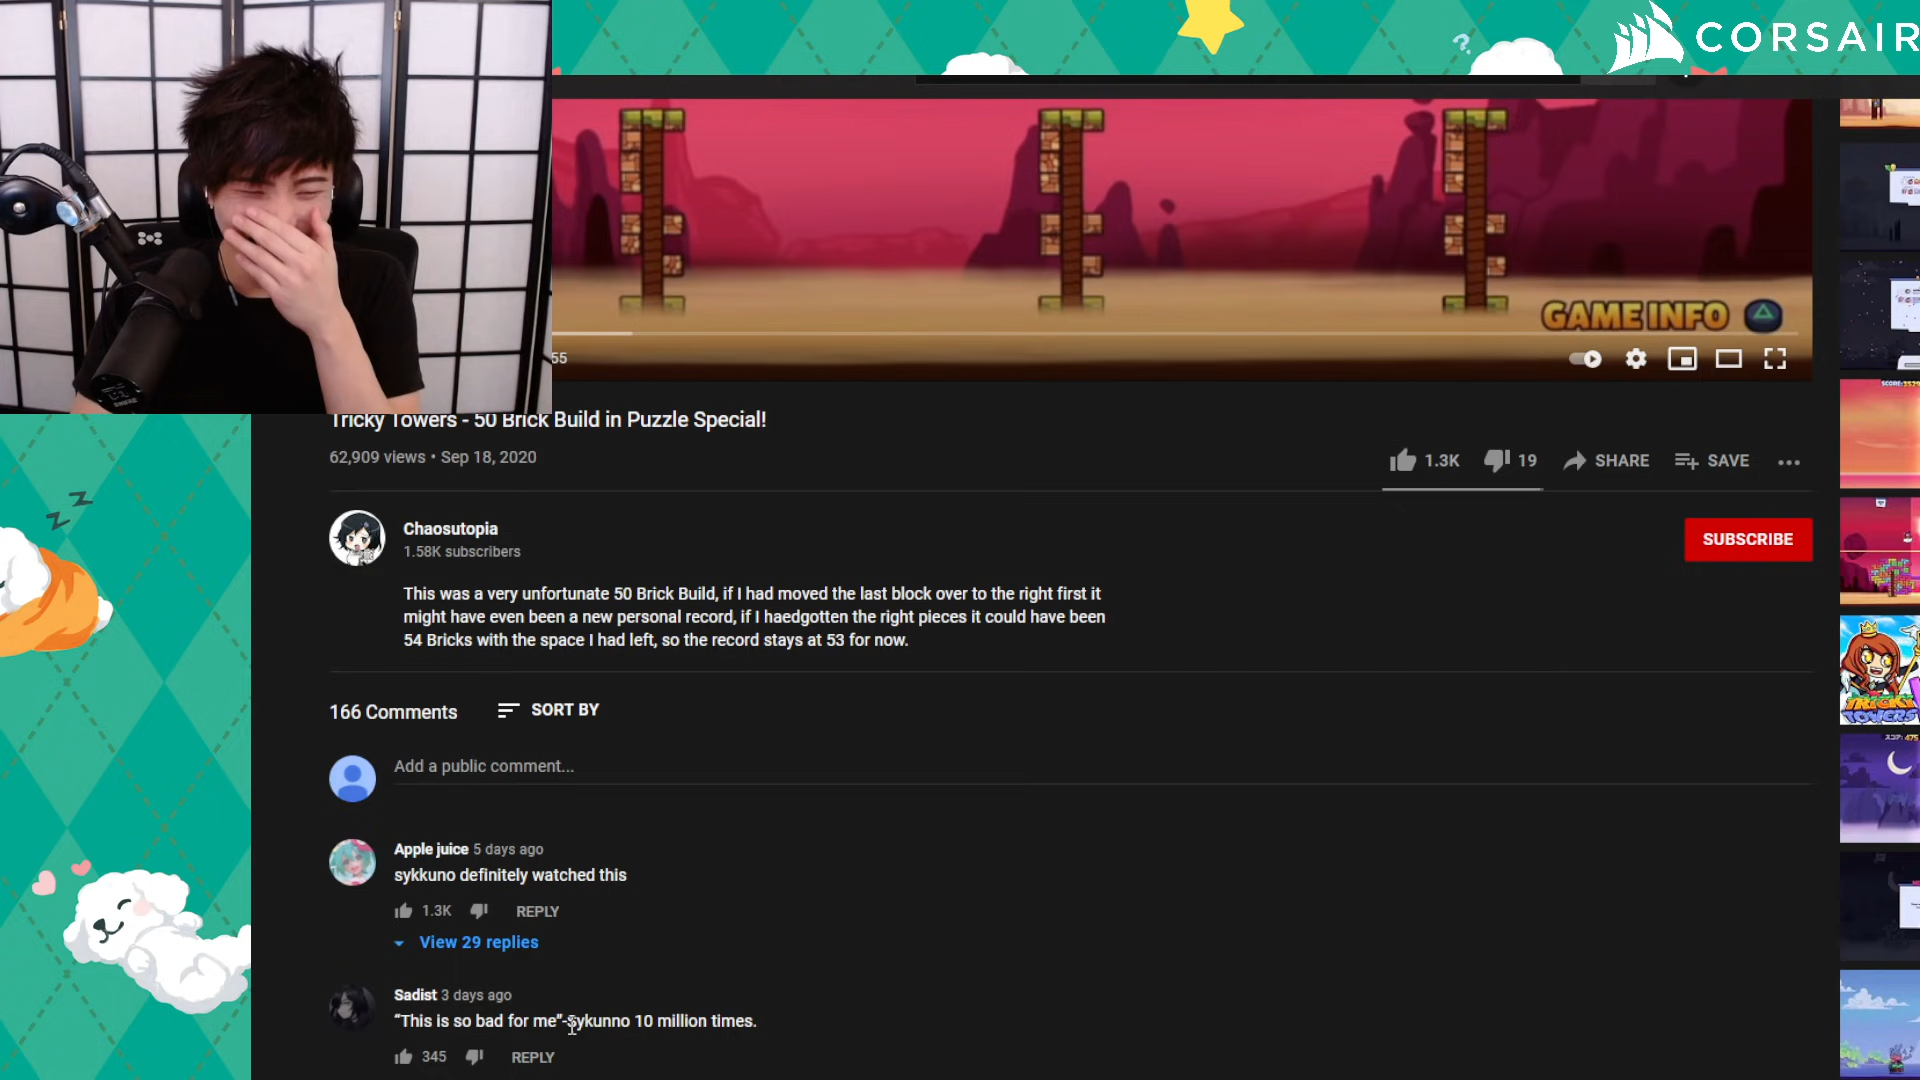 CORSAIR
GAME INFO
55
Tricky Towers - 50 Brick Build in Puzzle Special!
62,909 views • Sep 18, 2020
1.3K
19
SHARE
SAVE
Chaosutopia
1.58K subscribers
SUBSCRIBE
This was a very unfortunate 50 Brick Build, if I had moved the last block over to the right first it
might have even been a new personal record, if I haedgotten the right pieces it could have been
54 Bricks with the space I had left, so the record stays at 53 for now.
166 Comments
SORT BY
Add a public comment...
Apple juice 5 days ago
sykkuno definitely watched this
1.3K
REPLY
View 29 replies
Sadist 3 days ago
“This is so bad for me”-sykunno 10 million times.
345
REPLY
z
z
?
TRICKY
TOWERS